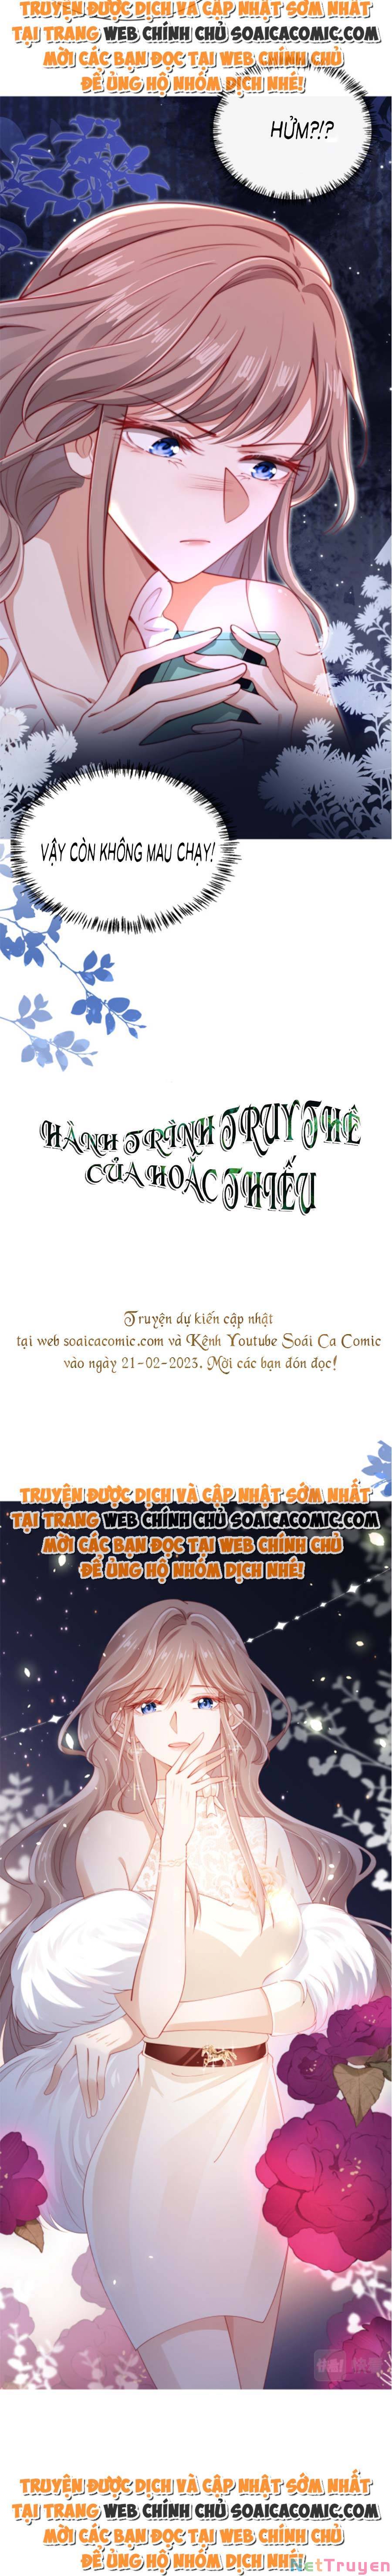 TRUYỆN ĐƯỢC DỊCH VÀ CẬP NHẬT SỚM NHẤT
TẠI TRANG WEB CHÍNH CHỦ SOAICACOMIC.COM
MỜI CÁC BẠN ĐỌC TẠI WEB CHÍNH CHỦ
ĐỂ ỦNG HỘ NHÓM DỊCH NHÉ!
HỬM?!?
VẬY CÒN KHÔNG MAU CHẠY!
HÀNH TRÌNH TRUY THÊ
CỦA HOẮC THIẾU
Truyện dự kiến cập nhật
tại web soaicacomic.com và Kênh Youtube Soái Ca Comic
vào ngày 21-02-2023. Mời các bạn đón đọc!
TRUYỆN ĐƯỢC DỊCH VÀ CẬP NHẬT SỚM NHẤT
TẠI TRANG WEB CHÍNH CHỦ SOAICACOMIC.COM
MỜI CÁC BẠN ĐỌC TẠI WEB CHÍNH CHỦ
ĐỂ ỦNG HỘ NHÓM DỊCH NHÉ!
TRUYỆN ĐƯỢC DỊCH VÀ CẬP NHẬT SỚM NHẤT
TẠI TRANG WEB CHÍNH CHỦ SOAICACOMIC.COM
MỜI CÁC BẠN ĐỌC TẠI WEB CHÍNH CHỦ
ĐỂ ỦNG HỘ NHÓM DỊCH NHÉ!
NetTruyen